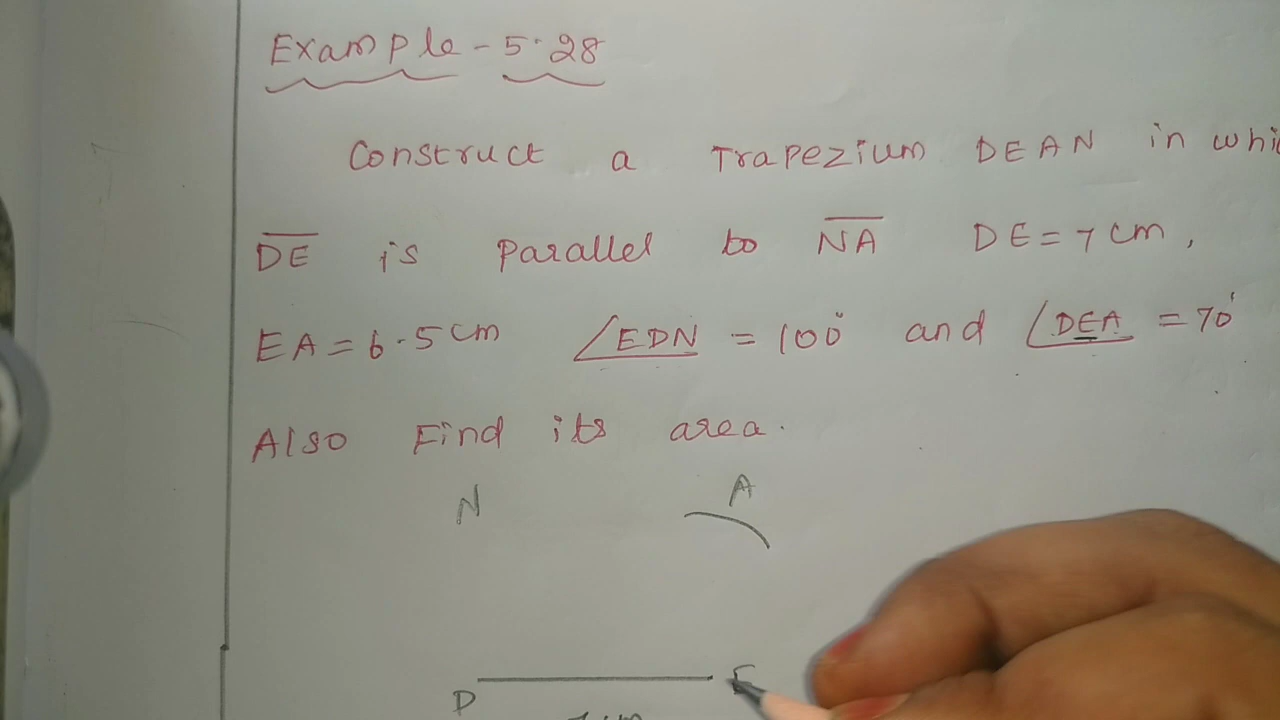 Example - 5.28
Construct a Trapezium DEAN in whi
DE is parallel to NA DE = 7 cm,
EA = 6.5 cm ∠EDN = 100° and ∠DEA = 70°
Also Find its area.
N A
D E